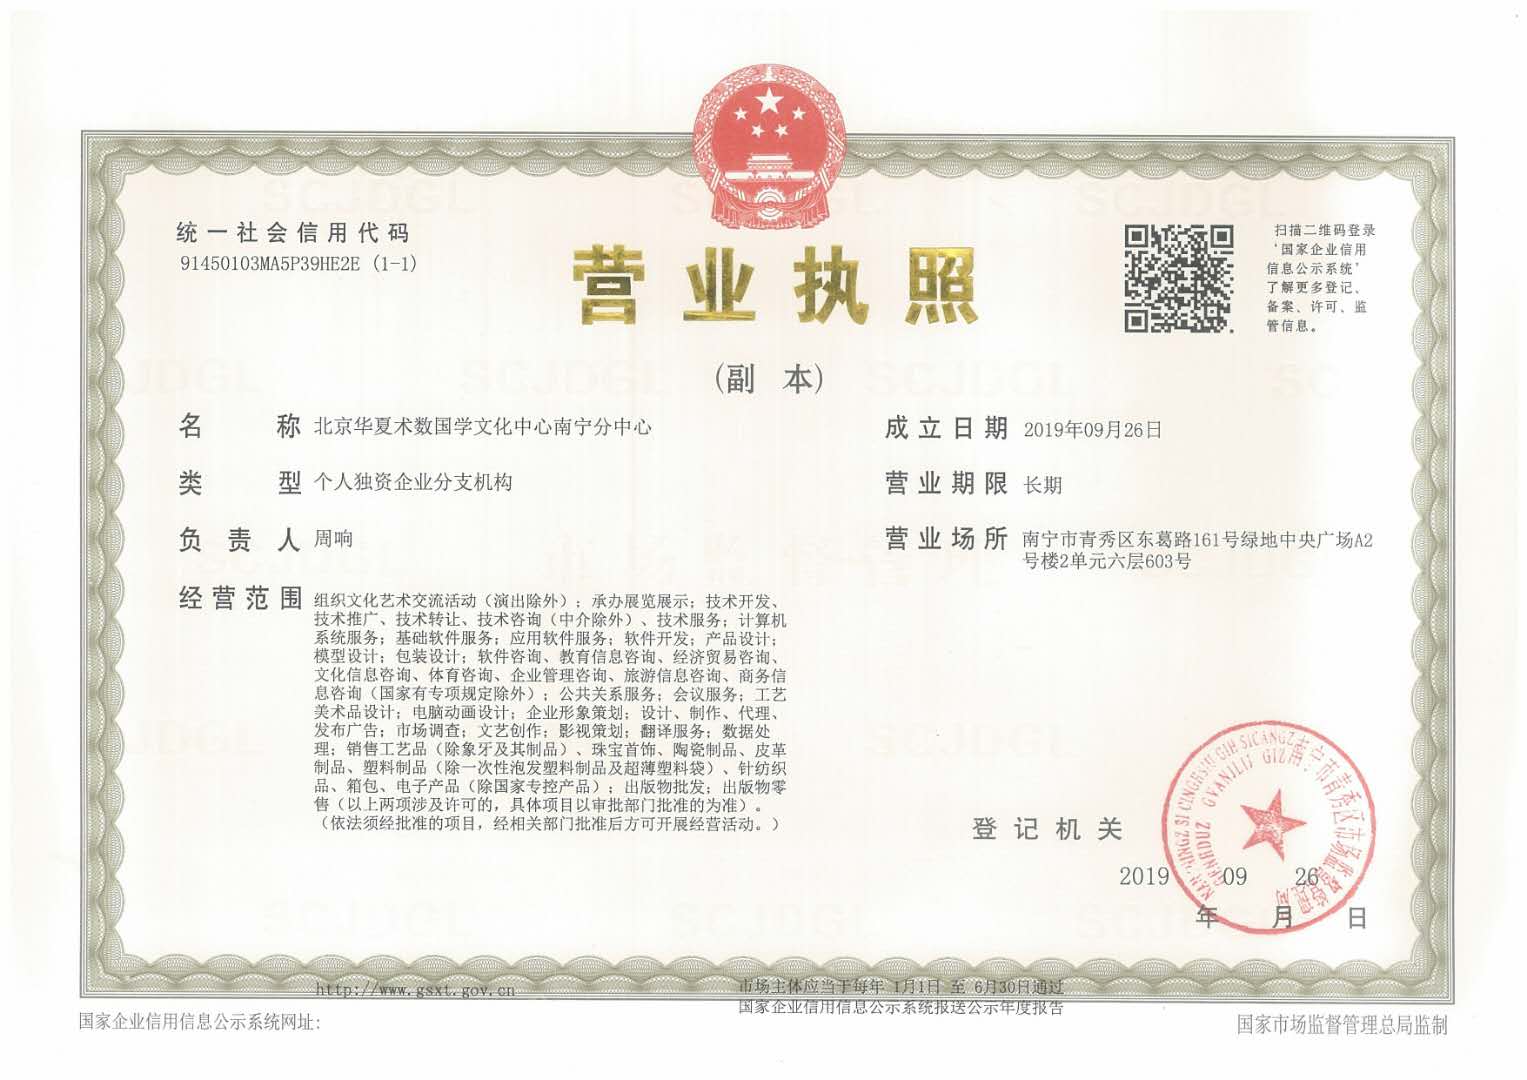 统一社会信用代码
91450103MA5P39HE2E (1-1)
营业执照
(副 本)
扫描二维码登录
‘国家企业信用
信息公示系统’
了解更多登记、
备案、许可、监
管信息。
名 称 北京华夏术数国学文化中心南宁分中心
类 型 个人独资企业分支机构
负 责 人 周响
经 营 范 围 组织文化艺术交流活动（演出除外）；承办展览展示；技术开发、
技术推广、技术转让、技术咨询（中介除外）、技术服务；计算机
系统服务；基础软件服务；应用软件服务；软件开发；产品设计；
模型设计；包装设计；软件咨询、教育信息咨询、经济贸易咨询、
文化信息咨询、体育咨询、企业管理咨询、旅游信息咨询、商务信
息咨询（国家有专项规定除外）；公共关系服务；会议服务；工艺
美术品设计；电脑动画设计；企业形象策划；设计、制作、代理、
发布广告；市场调查；文艺创作；影视策划；翻译服务；数据处
理；销售工艺品（除象牙及其制品）、珠宝首饰、陶瓷制品、皮革
制品、塑料制品（除一次性泡发塑料制品及超薄塑料袋）、针纺织
品、箱包、电子产品（除国家专控产品）；出版物批发；出版物零
售（以上两项涉及许可的，具体项目以审批部门批准的为准）。
（依法须经批准的项目，经相关部门批准后方可开展经营活动。）
成 立 日 期 2019年09月26日
营 业 期 限 长期
营 业 场 所 南宁市青秀区东葛路161号绿地中央广场A2
号楼2单元六层603号
登 记 机 关
南宁市青秀区市场监督管理局
2019 09 26
年 月 日
http://www.gsxt.gov.cn
国家企业信用信息公示系统网址:
市场主体应当于每年 1月1日 至 6月30日通过
国家企业信用信息公示系统报送公示年度报告
国家市场监督管理总局监制